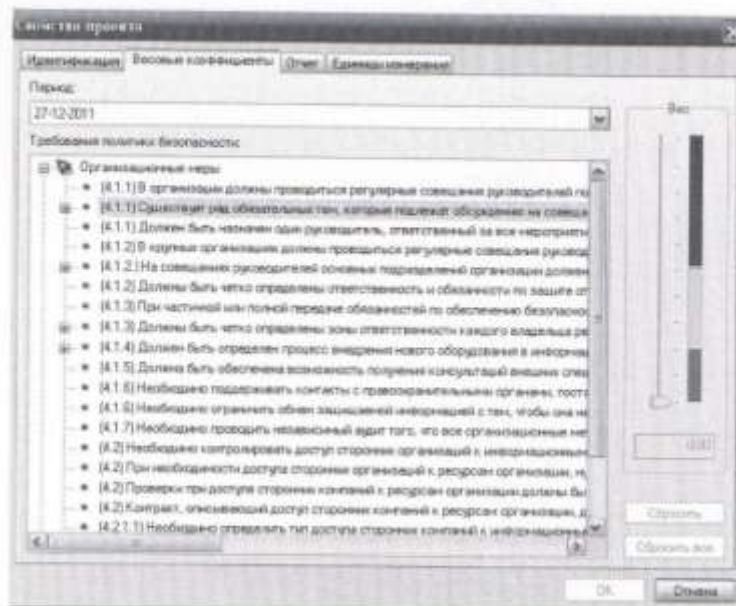 Свойства проекта
Идентификация Весовые коэффициенты Отчет Единицы измерения
Период:
27-12-2011
Вес
Требования политики безопасности:
Организационные меры
(4.1.1) В организации должны проводиться регулярные совещания руководителей по
(4.1.1) Существует ряд обязательных тем, которые подлежат обсуждению на совеща
(4.1.1) Должен быть назначен один руководитель, ответственный за все мероприяти
(4.1.2) В крупных организациях должны проводиться регулярные совещания руковод
(4.1.2.) На совещаниях руководителей основных подразделений организации должен
(4.1.2) Должны быть четко определены ответственность и обязанности по защите от
(4.1.3) При частичной или полной передаче обязанностей по обеспечению безопаснос
(4.1.3) Должны быть четко определены зоны ответственности каждого владельца ре
(4.1.4) Должен быть определен процесс внедрения нового оборудования в информац
(4.1.5) Должна быть обеспечена возможность получения консультаций внешних спец
(4.1.6) Необходимо поддерживать контакты с правоохранительными органами, пост
(4.1.6) Необходимо ограничить обмен защищаемой информацией с тем, чтобы она не
(4.1.7) Необходимо проводить независимый аудит того, что все организационные ме
(4.2) Необходимо контролировать доступ сторонних организаций к информационным
(4.2) При необходимости доступа сторонних организаций к ресурсам организации,
(4.2) Проверки при доступе сторонних компаний к ресурсам организации должны бы
(4.2) Контракт, описывающий доступ сторонних компаний к ресурсам организации, д
(4.2.1.1) Необходимо определить тип доступа сторонних компаний к информационны
Сбросить
Сбросить все
OK Отмена